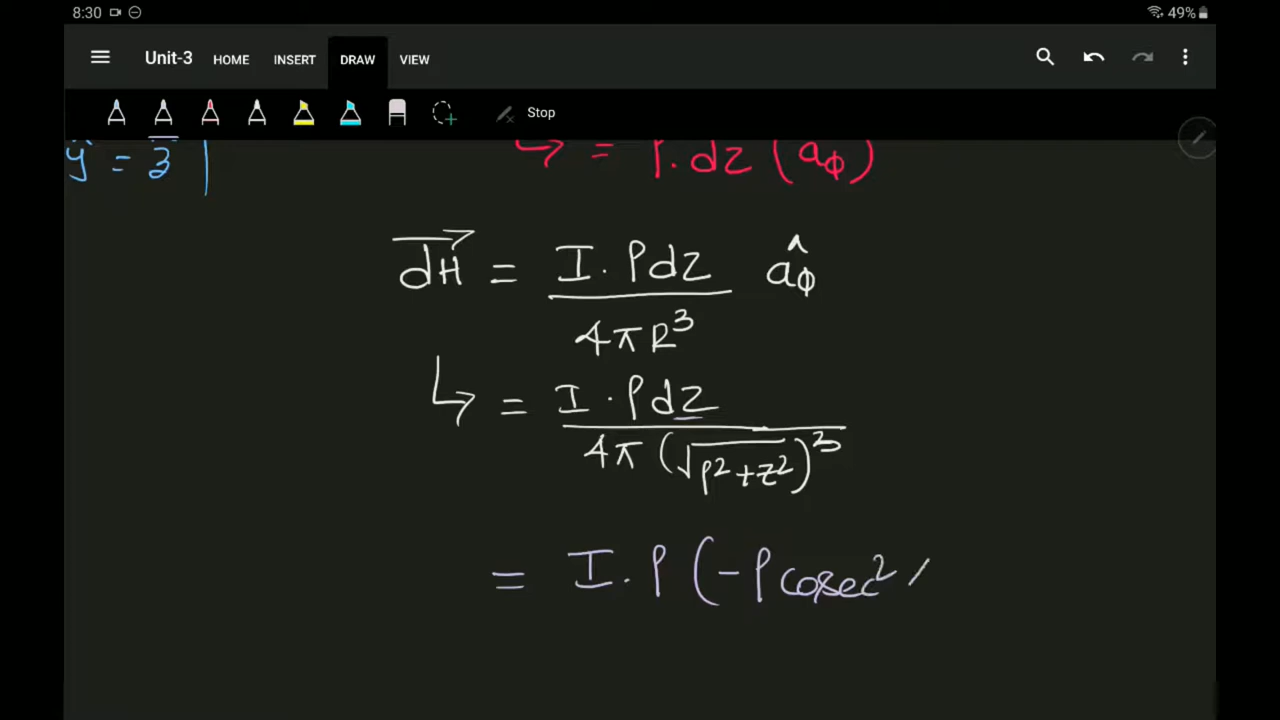 8:30 49%
Unit-3 HOME INSERT DRAW VIEW
Stop
y = 3 | = ρ.dz (aϕ)
dH⃗ = I.ρdz / 4πR³ âϕ
↳ = I.ρdz / 4π(√ρ²+z²)³
= I.ρ(-ρcosec²